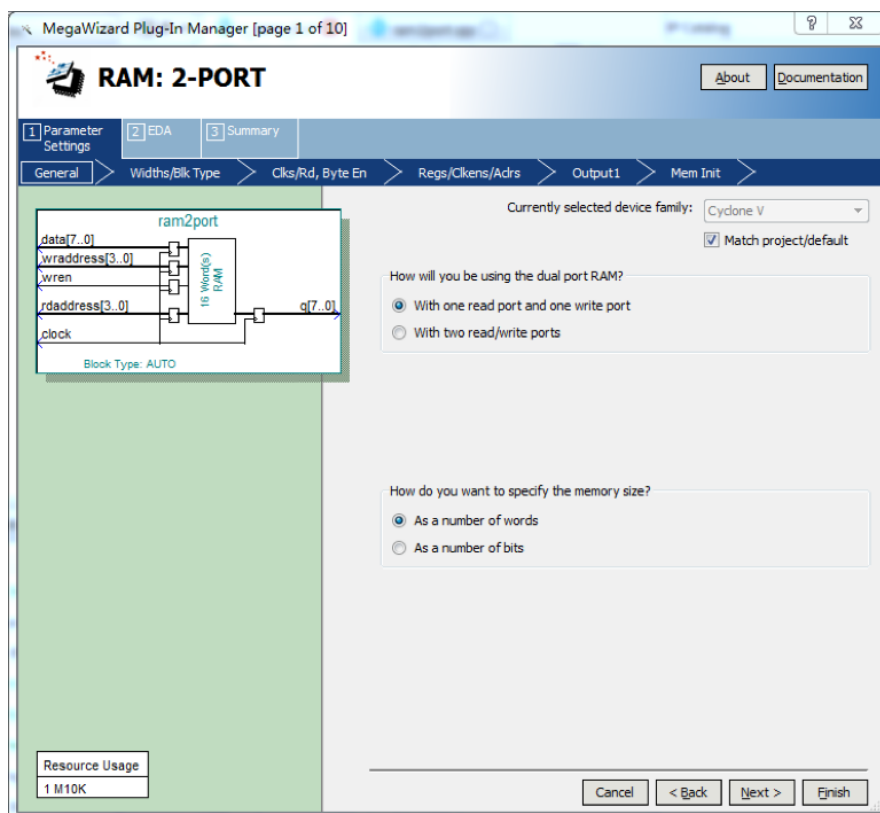 MegaWizard Plug-In Manager [page 1 of 10]
RAM: 2-PORT
About
Documentation
1 Parameter Settings
2 EDA
3 Summary
General
Widths/Blk Type
Clks/Rd, Byte En
Regs/Clkens/Adrs
Output1
Mem Init
ram2port
data[7..0]
wraddress[3..0]
wren
rdaddress[3..0]
clock
16 Word(s)
RAM
q[7..0]
Block Type: AUTO
Currently selected device family:
Cyclone V
Match project/default
How will you be using the dual port RAM?
With one read port and one write port
With two read/write ports
How do you want to specify the memory size?
As a number of words
As a number of bits
Resource Usage
1 M10K
Cancel
< Back
Next >
Finish